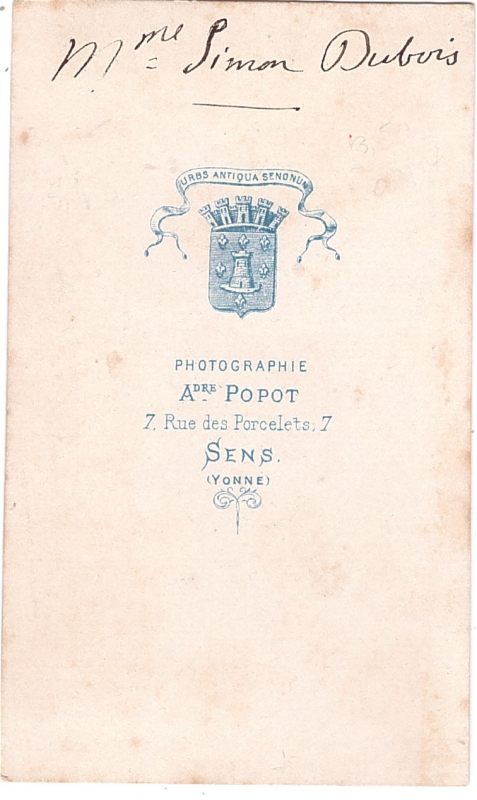 Mme Simon Dubois
URBS ANTIQUA SENONUM
PHOTOGRAPHIE
ADRE POPOT
7, Rue des Porcelets, 7
SENS.
(YONNE)